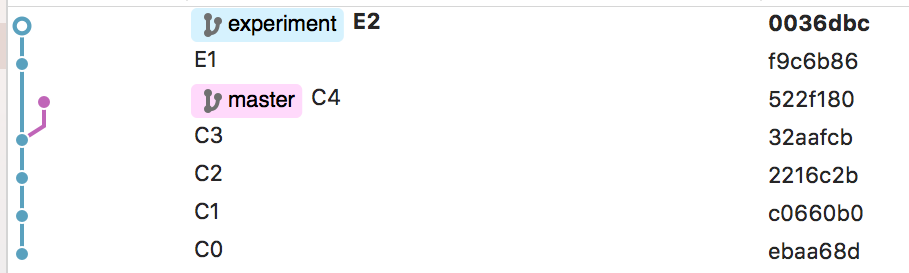 experiment E2 0036dbc
E1 f9c6b86
master C4 522f180
C3 32aafcb
C2 2216c2b
C1 c0660b0
C0 ebaa68d